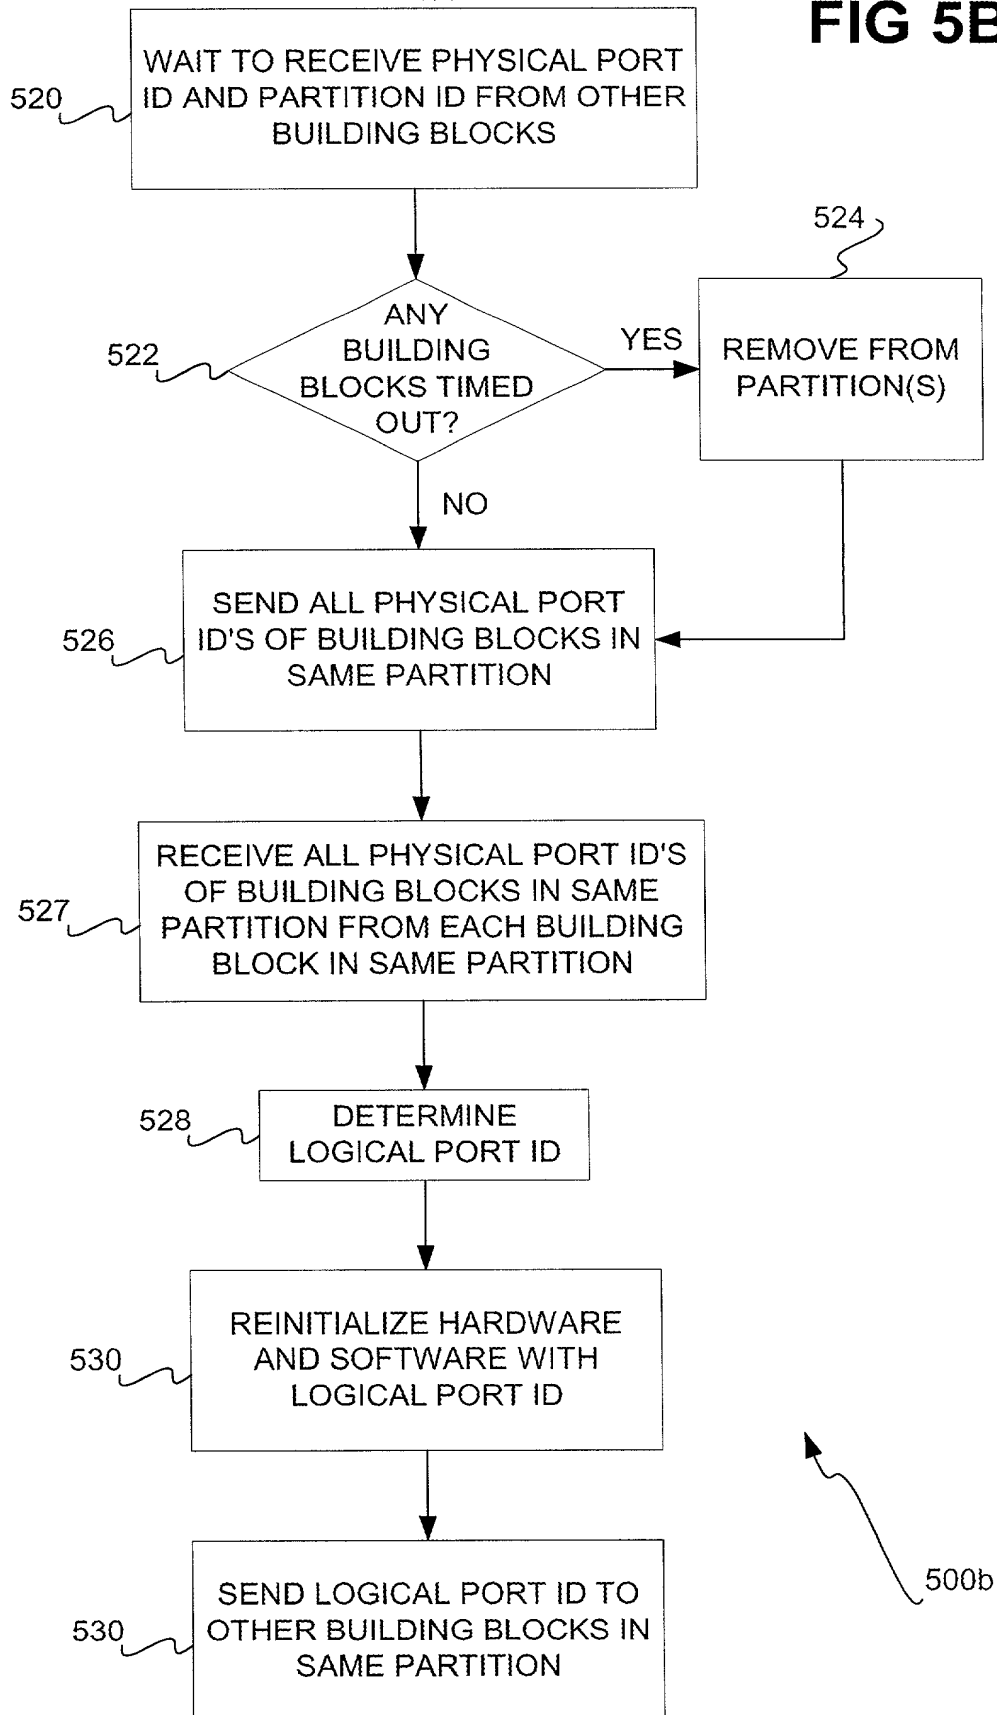 FIG 5B
WAIT TO RECEIVE PHYSICAL PORT
ID AND PARTITION ID FROM OTHER
BUILDING BLOCKS
520
524
ANY
BUILDING
BLOCKS TIMED
OUT?
522
YES
REMOVE FROM
PARTITION(S)
NO
SEND ALL PHYSICAL PORT
ID'S OF BUILDING BLOCKS IN
SAME PARTITION
526
RECEIVE ALL PHYSICAL PORT ID'S
OF BUILDING BLOCKS IN SAME
PARTITION FROM EACH BUILDING
BLOCK IN SAME PARTITION
527
DETERMINE
LOGICAL PORT ID
528
REINITIALIZE HARDWARE
AND SOFTWARE WITH
LOGICAL PORT ID
530
SEND LOGICAL PORT ID TO
OTHER BUILDING BLOCKS IN
SAME PARTITION
530
500b